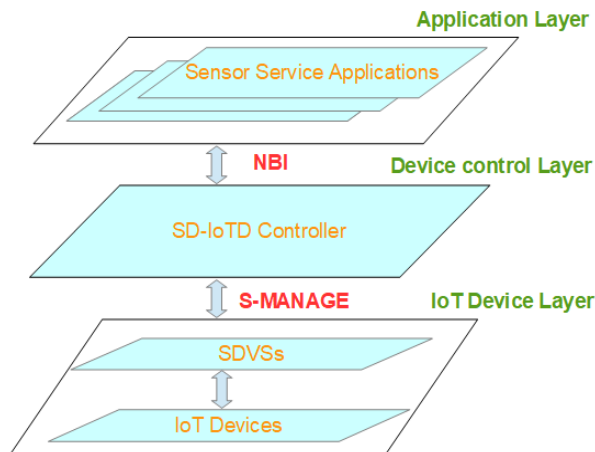 Application Layer
Sensor Service Applications
NBI
Device control Layer
SD-IoTD Controller
S-MANAGE
IoT Device Layer
SDVSs
IoT Devices